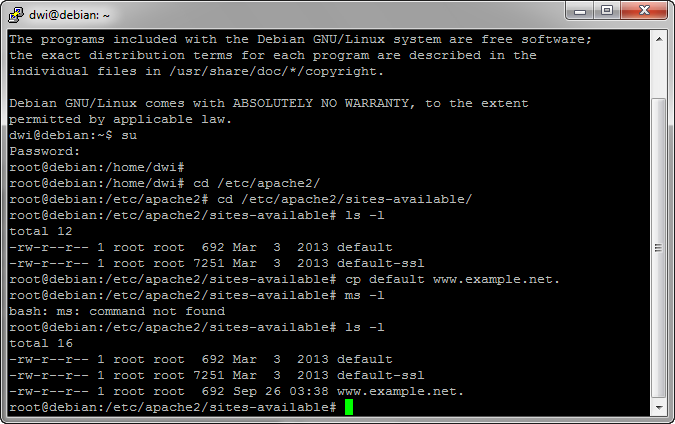 dwi@debian: ~
The programs included with the Debian GNU/Linux system are free software;
the exact distribution terms for each program are described in the
individual files in /usr/share/doc/*/copyright.
Debian GNU/Linux comes with ABSOLUTELY NO WARRANTY, to the extent
permitted by applicable law.
dwi@debian:~$ su
Password:
root@debian:/home/dwi#
root@debian:/home/dwi# cd /etc/apache2/
root@debian:/etc/apache2# cd /etc/apache2/sites-available/
root@debian:/etc/apache2/sites-available# ls -l
total 12
-rw-r--r-- 1 root root  692 Mar  3  2013 default
-rw-r--r-- 1 root root 7251 Mar  3  2013 default-ssl
root@debian:/etc/apache2/sites-available# cp default www.example.net.
root@debian:/etc/apache2/sites-available# ms -l
bash: ms: command not found
root@debian:/etc/apache2/sites-available# ls -l
total 16
-rw-r--r-- 1 root root  692 Mar  3  2013 default
-rw-r--r-- 1 root root 7251 Mar  3  2013 default-ssl
-rw-r--r-- 1 root root  692 Sep 26 03:38 www.example.net.
root@debian:/etc/apache2/sites-available#